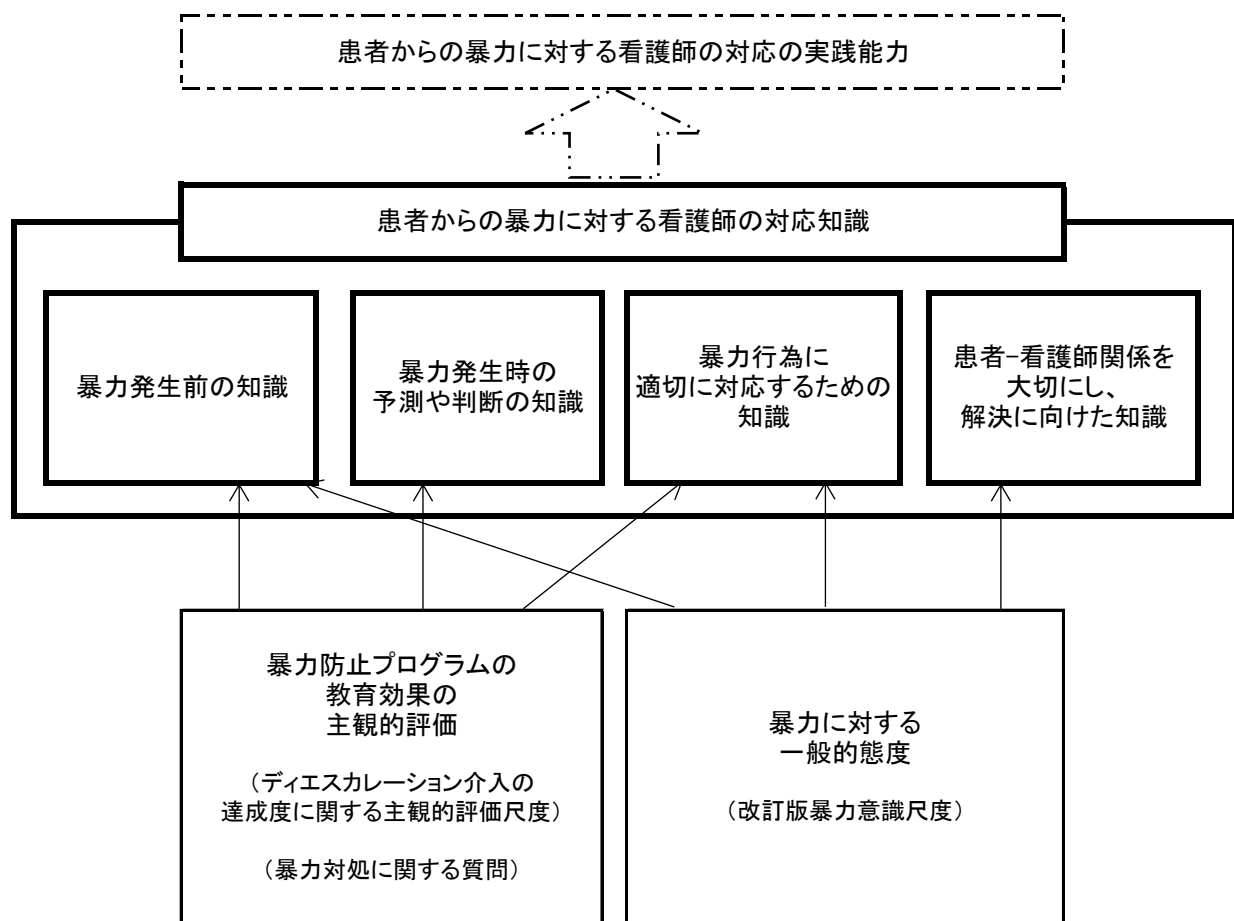 患者からの暴力に対する看護師の対応の実践能力
患者からの暴力に対する看護師の対応知識
暴力発生前の知識
暴力発生時の
予測や判断の知識
暴力行為に
適切に対応するための
知識
患者-看護師関係を
大切にし、
解決に向けた知識
暴力防止プログラムの
教育効果の
主観的評価
（ディエスカレーション介入の
達成度に関する主観的評価尺度）
（暴力対処に関する質問）
暴力に対する
一般的態度
（改訂版暴力意識尺度）